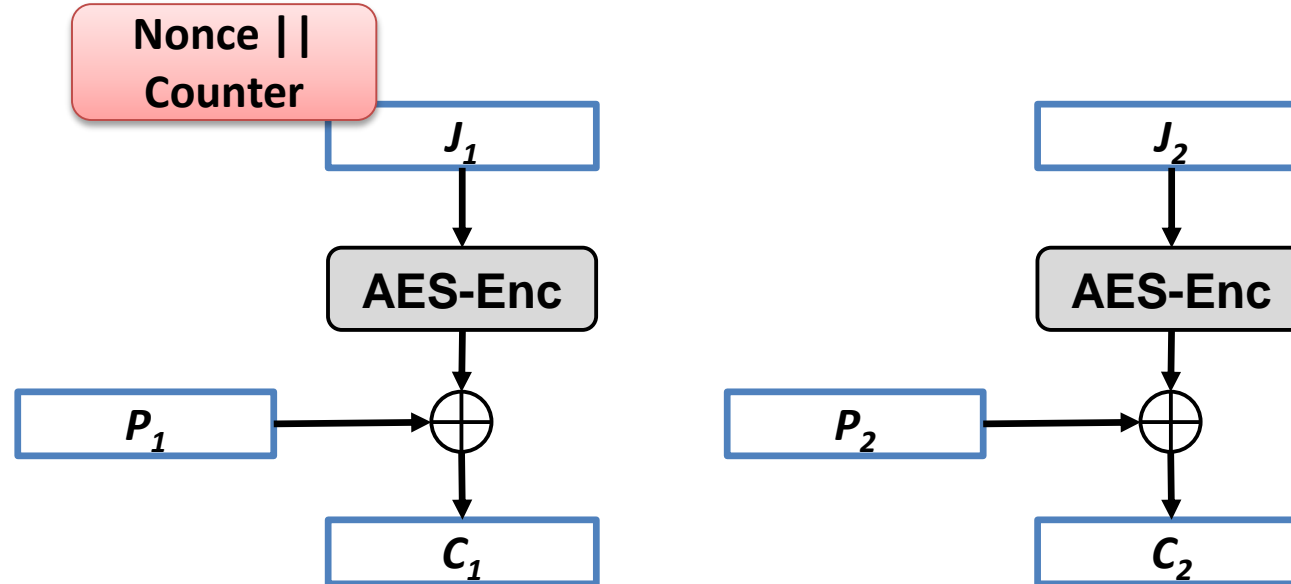 Nonce ||
Counter
J1
J2
AES-Enc
AES-Enc
P1
P2
C1
C2